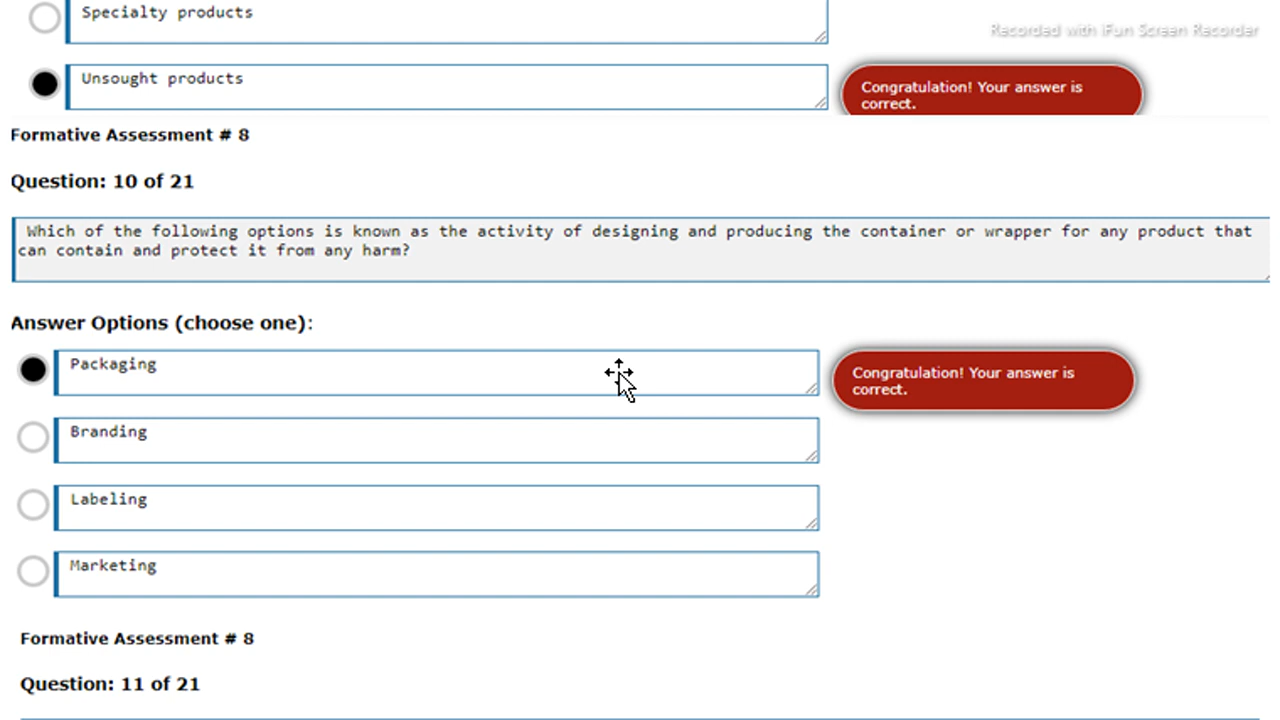 Specialty products
Recorded with iFun Screen Recorder
Unsought products
Congratulation! Your answer is
correct.
Formative Assessment # 8
Question: 10 of 21
Which of the following options is known as the activity of designing and producing the container or wrapper for any product that
can contain and protect it from any harm?
Answer Options (choose one):
Packaging
Congratulation! Your answer is
correct.
Branding
Labeling
Marketing
Formative Assessment # 8
Question: 11 of 21